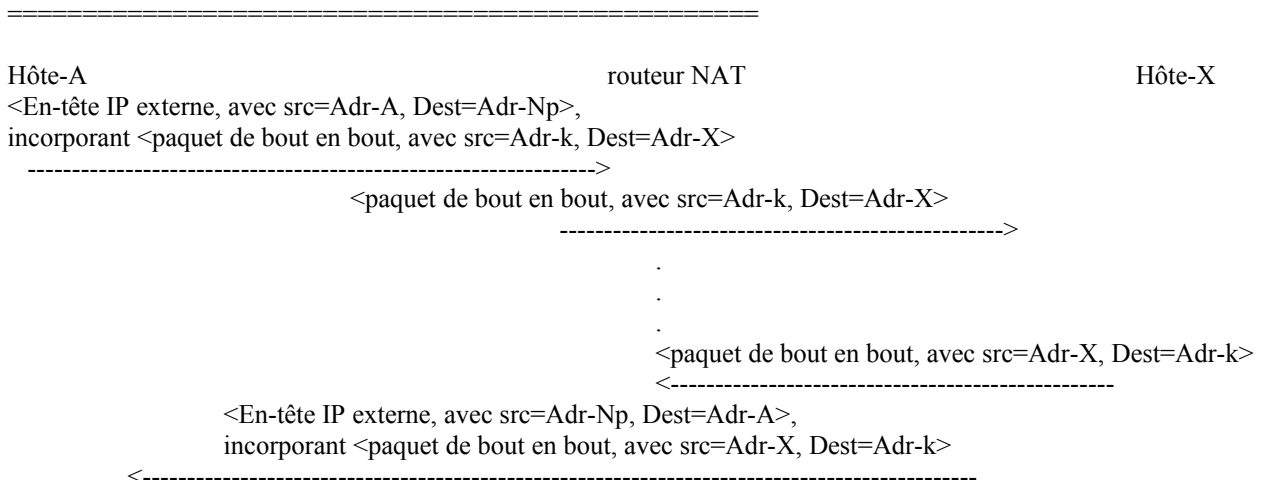 ==================================================
Hôte-A routeur NAT Hôte-X
<En-tête IP externe, avec src=Adr-A, Dest=Adr-Np>,
incorporant <paquet de bout en bout, avec src=Adr-k, Dest=Adr-X>
---------------------------------------------------------------->
<paquet de bout en bout, avec src=Adr-k, Dest=Adr-X>
-------------------------------------------------->
.
.
.
<paquet de bout en bout, avec src=Adr-X, Dest=Adr-k>
<--------------------------------------------------
<En-tête IP externe, avec src=Adr-Np, Dest=Adr-A>,
incorporant <paquet de bout en bout, avec src=Adr-X, Dest=Adr-k>
<----------------------------------------------------------------------------------------------